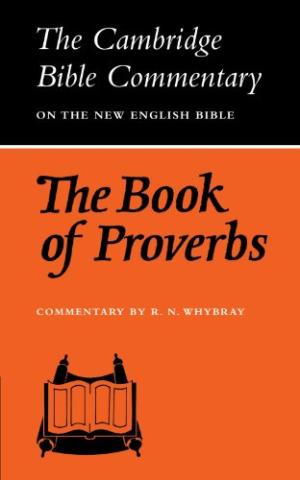 The Cambridge
Bible Commentary
ON THE NEW ENGLISH BIBLE
The Book
of Proverbs
COMMENTARY BY R. N. WHYBRAY